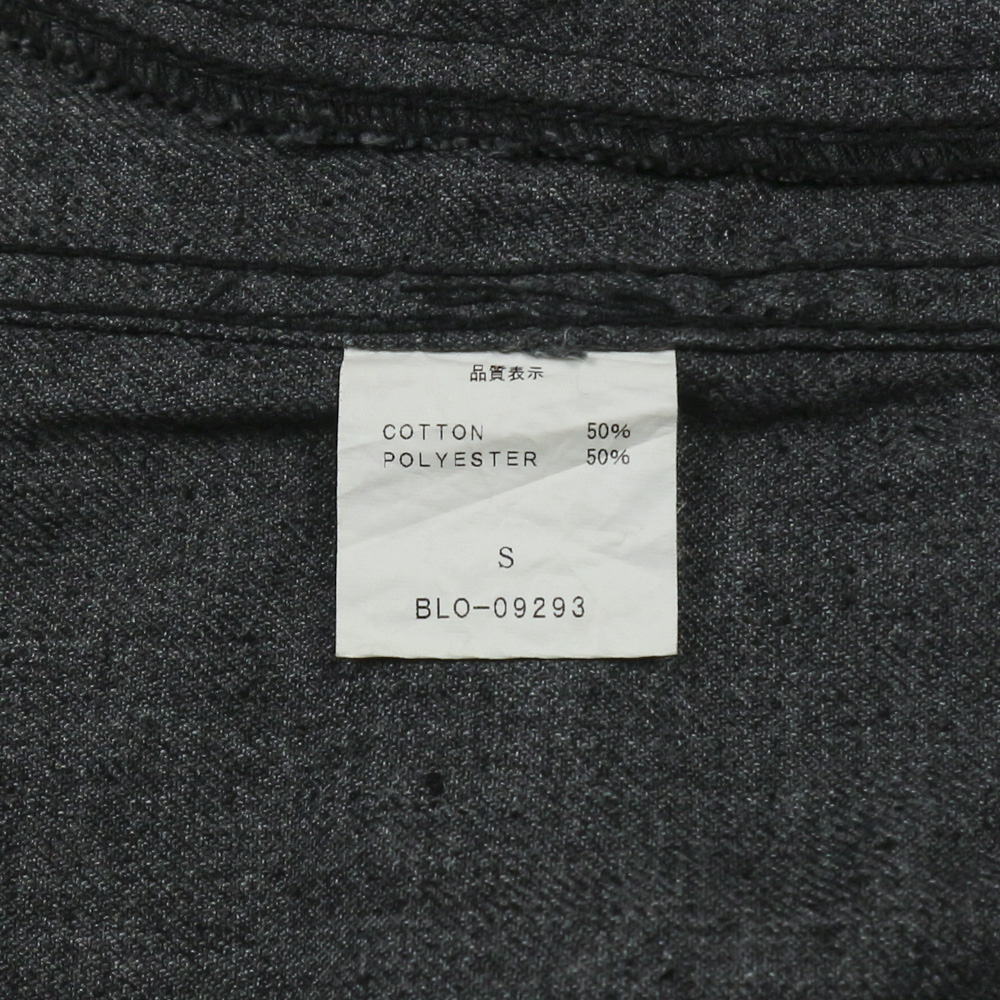 品質表示
COTTON 50%
POLYESTER 50%
S
BLO-09293